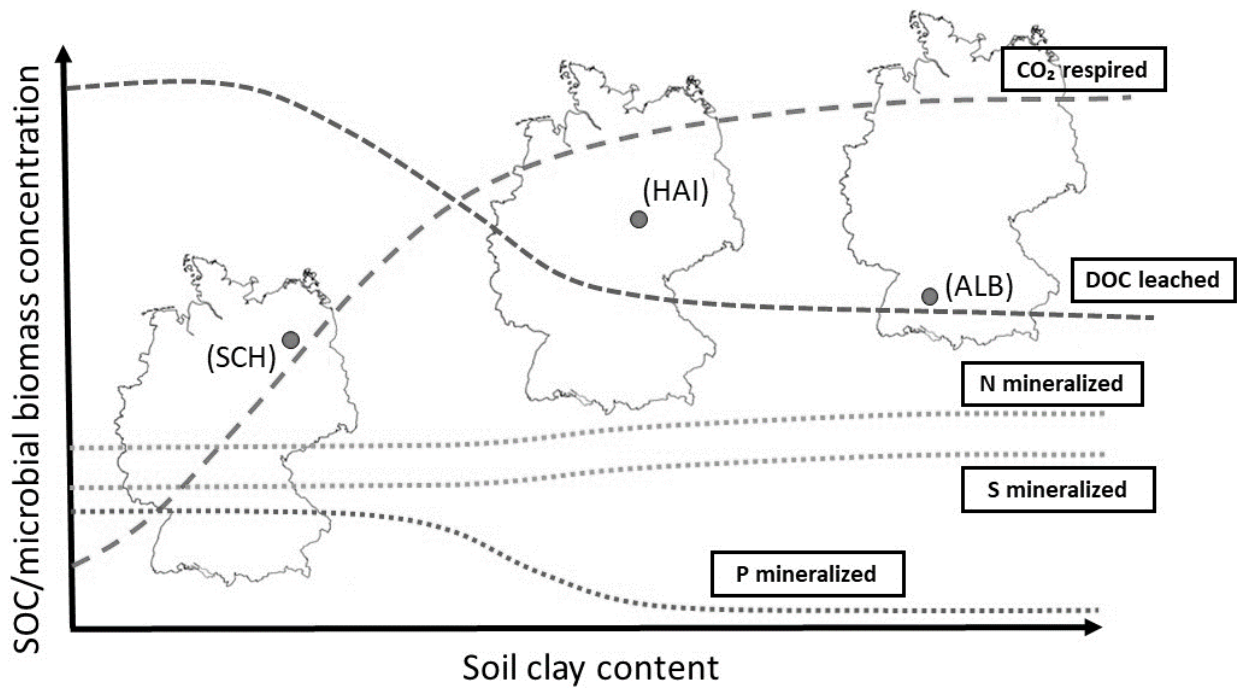 SOC/microbial biomass concentration
CO₂ respired
(HAI)
DOC leached
(ALB)
(SCH)
N mineralized
S mineralized
P mineralized
Soil clay content